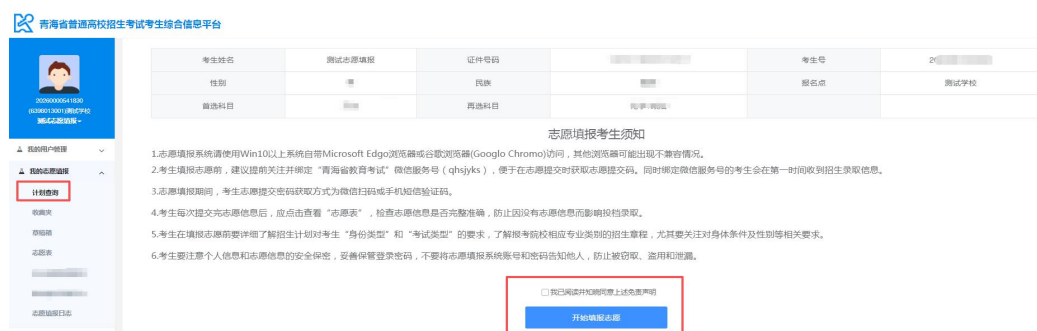 青海省普通高校招生考试考生综合信息平台
考生姓名 测试志愿填报 证件号码 考生号 20
性别 民族 报名点 测试学校
首选科目 再选科目
20260000641830
(6398013001)测试学校
测试志愿填报
我的用户管理
我的志愿填报
计划查询
收藏夹
草稿箱
志愿表
志愿填报日志
志愿填报考生须知
1.志愿填报系统请使用Win10以上系统自带Microsoft Edgo浏览器或谷歌浏览器(Googlo Chromo)访问，其他浏览器可能出现不兼容情况。
2.考生填报志愿前，建议提前关注并绑定“青海省教育考试”微信服务号（qhsjyks），便于在志愿提交时获取志愿提交码。同时绑定微信服务号的考生会在第一时间收到招生录取信息。
3.志愿填报期间，考生志愿提交密码获取方式为微信扫码或手机短信验证码。
4.考生每次提交完志愿信息后，应点击查看“志愿表”，检查志愿信息是否完整准确，防止因没有志愿信息而影响投档录取。
5.考生在填报志愿前要详细了解招生计划对考生“身份类型”和“考试类型”的要求，了解报考院校相应专业类别的招生章程，尤其要关注对身体条件及性别等相关要求。
6.考生要注意个人信息和志愿信息的安全保密，妥善保管登录密码，不要将志愿填报系统账号和密码告知他人，防止被窃取、盗用和泄漏。
我已阅读并知晓同意上述免责声明
开始填报志愿